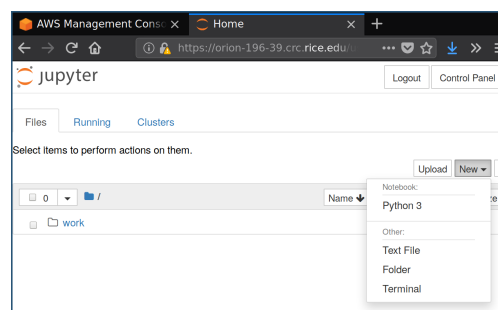 AWS Management Conso
Home
https://orion-196-39.crc.rice.edu/u
jupyter
Logout
Control Panel
Files
Running
Clusters
Select items to perform actions on them.
Upload
New
0
/
Name
work
Notebook:
Python 3
Other:
Text File
Folder
Terminal